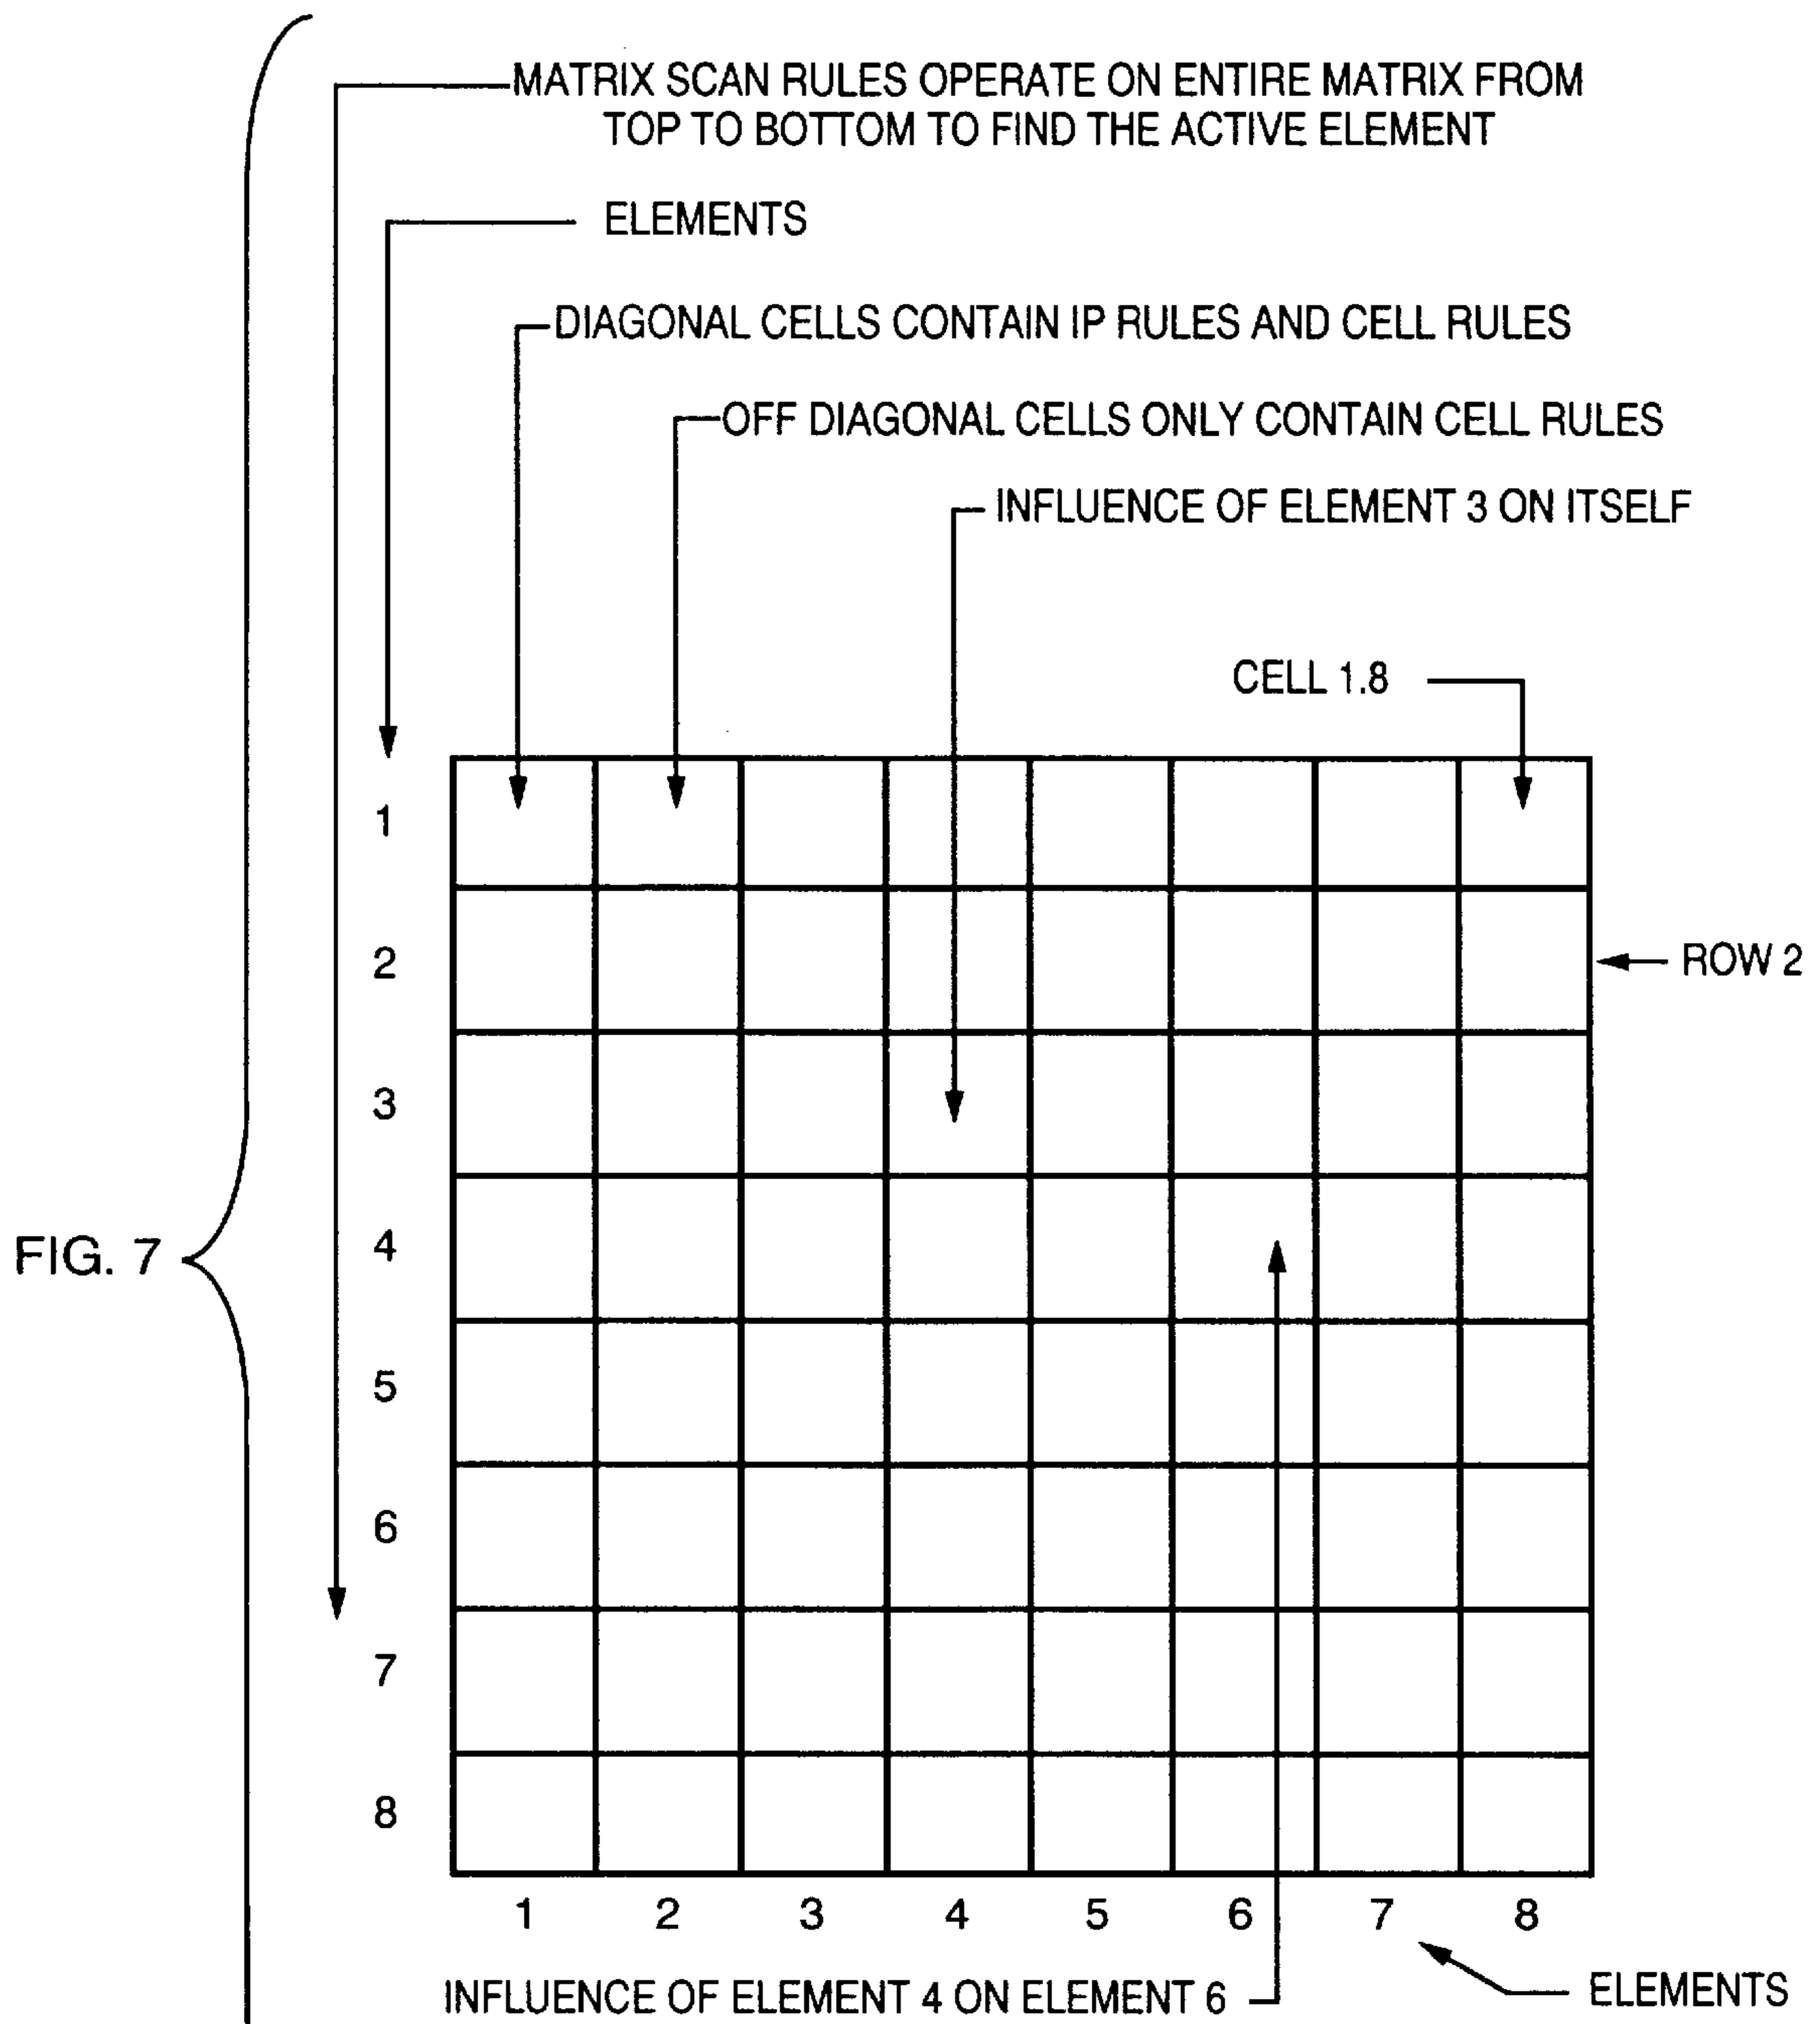 MATRIX SCAN RULES OPERATE ON ENTIRE MATRIX FROM
TOP TO BOTTOM TO FIND THE ACTIVE ELEMENT
ELEMENTS
DIAGONAL CELLS CONTAIN IP RULES AND CELL RULES
OFF DIAGONAL CELLS ONLY CONTAIN CELL RULES
INFLUENCE OF ELEMENT 3 ON ITSELF
CELL 1.8
1
2
ROW 2
3
4
FIG. 7
5
6
7
8
1 2 3 4 5 6 7 8
INFLUENCE OF ELEMENT 4 ON ELEMENT 6
ELEMENTS